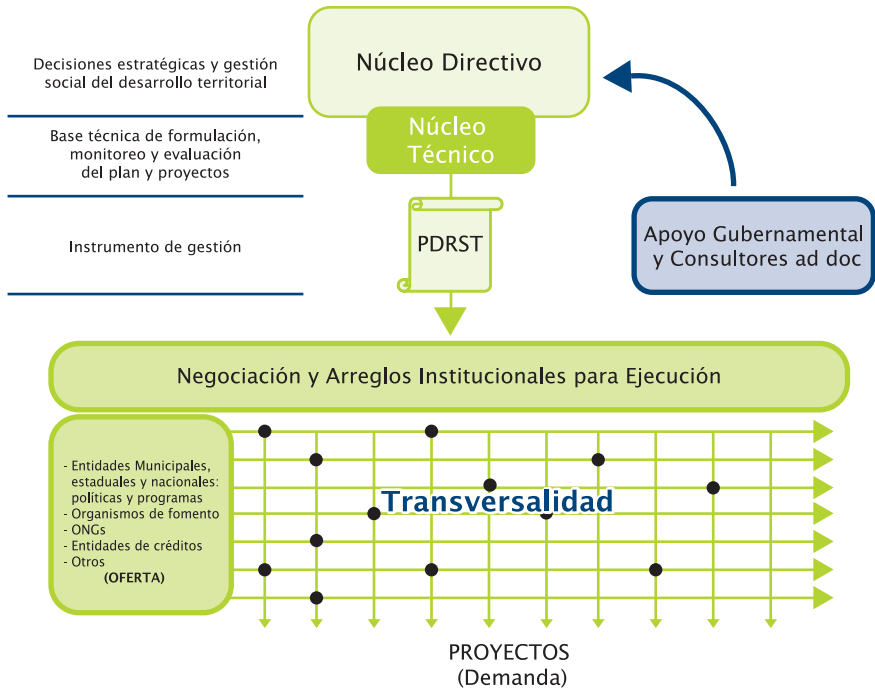 Decisiones estratégicas y gestión
social del desarrollo territorial
Núcleo Directivo
Base técnica de formulación,
monitoreo y evaluación
del plan y proyectos
Núcleo
Técnico
Instrumento de gestión
PDRST
Apoyo Gubernamental
y Consultores ad doc
Negociación y Arreglos Institucionales para Ejecución
- Entidades Municipales,
estaduales y nacionales:
políticas y programas
- Organismos de fomento
- ONGs
- Entidades de créditos
- Otros
(OFERTA)
Transversalidad
PROYECTOS
(Demanda)